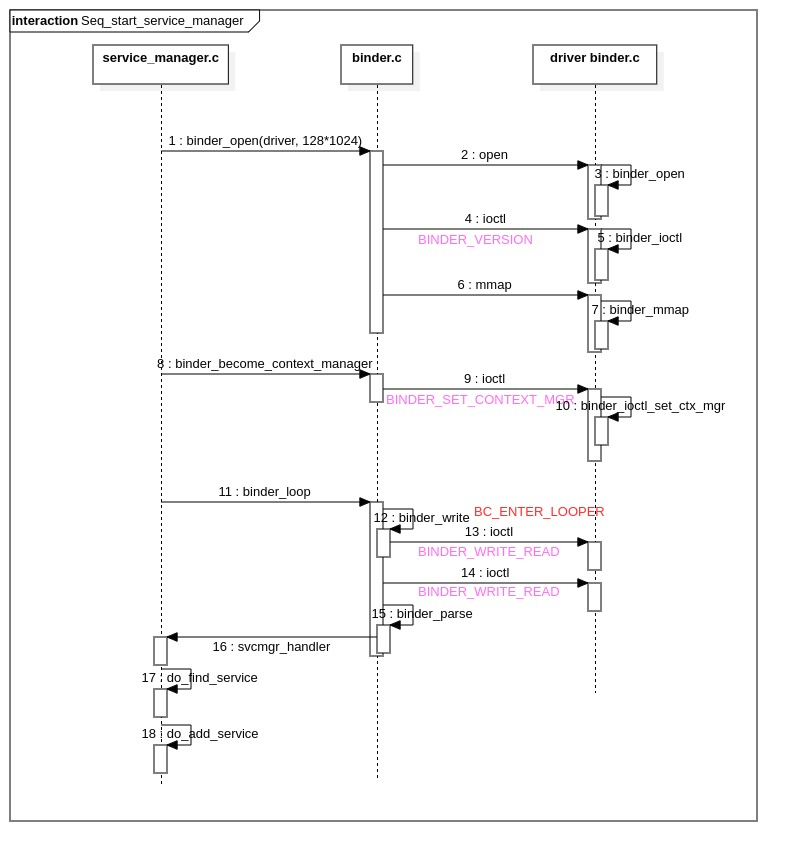 interaction Seq_start_service_manager
service_manager.c
binder.c
driver binder.c
1 : binder_open(driver, 128*1024)
2 : open
3 : binder_open
4 : ioctl
BINDER_VERSION
5 : binder_ioctl
6 : mmap
7 : binder_mmap
8 : binder_become_context_manager
9 : ioctl
BINDER_SET_CONTEXT_MGR
10 : binder_ioctl_set_ctx_mgr
11 : binder_loop
12 : binder_write
BC_ENTER_LOOPER
13 : ioctl
BINDER_WRITE_READ
14 : ioctl
BINDER_WRITE_READ
15 : binder_parse
16 : svcmgr_handler
17 : do_find_service
18 : do_add_service